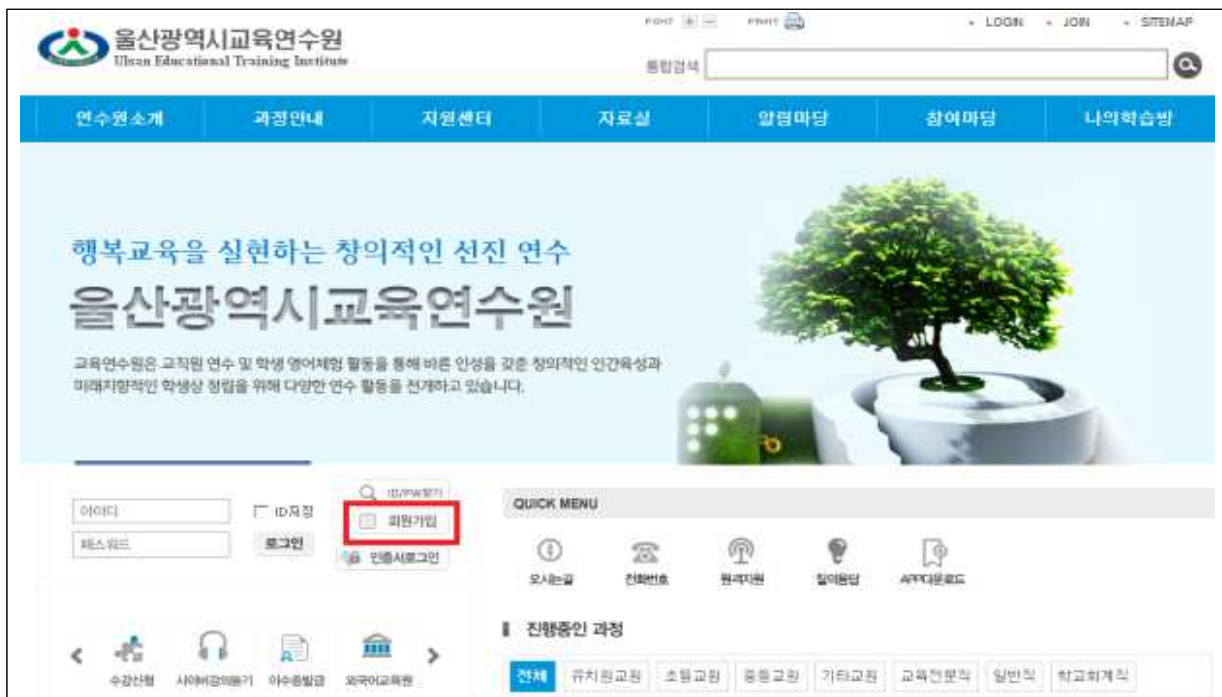 FONT PRINT LOGIN JOIN SITEMAP
울산광역시교육연수원
Ulsan Educational Training Institute
통합검색
연수원소개 과정안내 지원센터 자료실 알림마당 참여마당 나의학습방
행복교육을 실현하는 창의적인 선진 연수
울산광역시교육연수원
교육연수원은 교직원 연수 및 학생 영어체험 활동을 통해 바른 인성을 갖춘 창의적인 인간육성과
미래지향적인 학생상 정립을 위해 다양한 연수 활동을 전개하고 있습니다.
ID/PW찾기
아이디 ID저장 회원가입
패스워드 로그인 인증서로그인
QUICK MENU
오시는길 전화번호 원격지원 질의응답 APP다운로드
수강신청 사이버강의듣기 이수증발급 외국어교육원
진행중인 과정
전체 유치원교원 초등교원 중등교원 기타교원 교육전문직 일반직 학교회계직